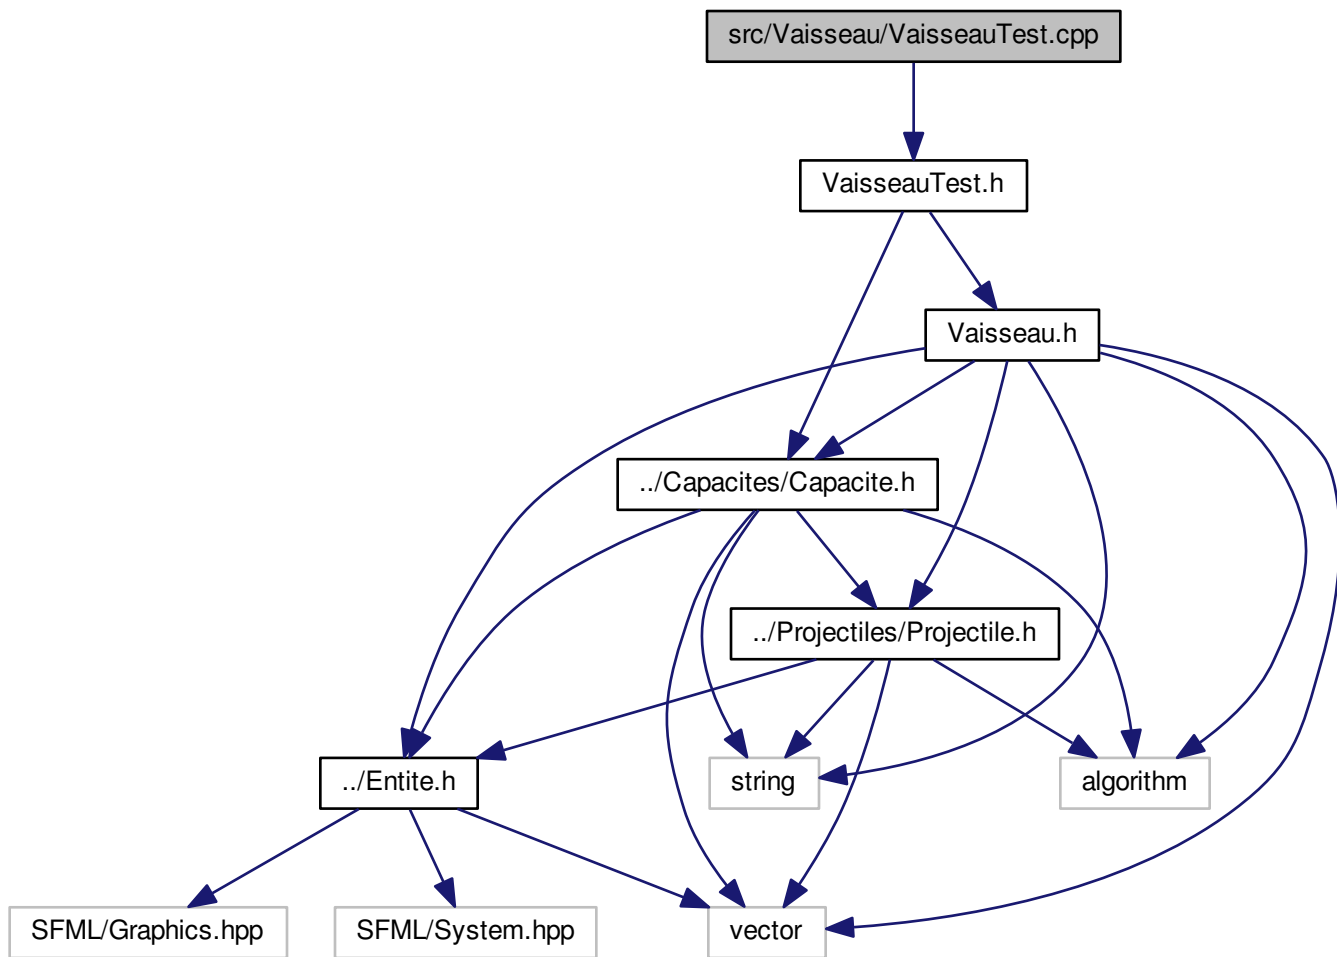 src/Vaisseau/VaisseauTest.cpp
VaisseauTest.h
Vaisseau.h
../Capacites/Capacite.h
../Projectiles/Projectile.h
../Entite.h
string
algorithm
SFML/Graphics.hpp
SFML/System.hpp
vector